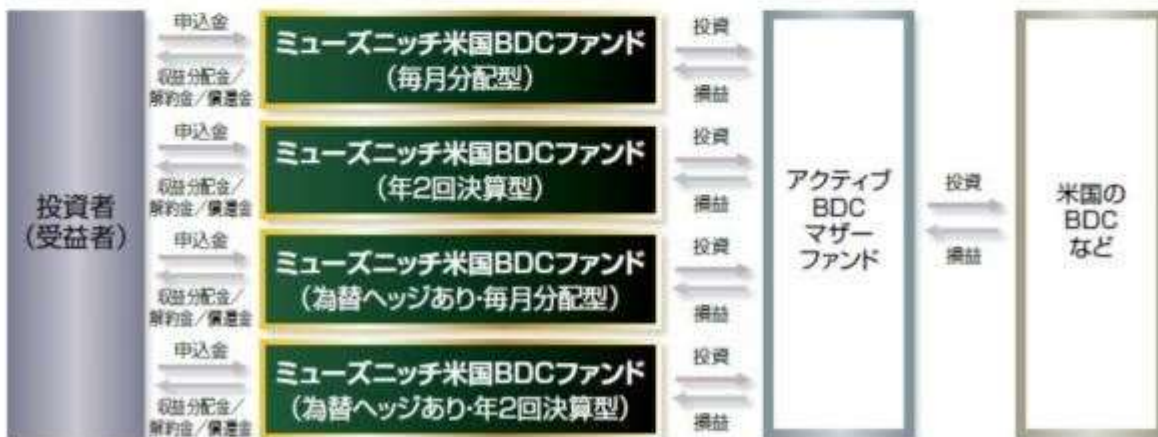 投資者
(受益者)
申込金
収益分配金/
解約金/償還金
ミューズニッチ米国BDCファンド
(毎月分配型)
投資
損益
申込金
収益分配金/
解約金/償還金
ミューズニッチ米国BDCファンド
(年2回決算型)
投資
損益
申込金
収益分配金/
解約金/償還金
ミューズニッチ米国BDCファンド
(為替ヘッジあり・毎月分配型)
投資
損益
申込金
収益分配金/
解約金/償還金
ミューズニッチ米国BDCファンド
(為替ヘッジあり・年2回決算型)
投資
損益
アクティブ
BDC
マザー
ファンド
投資
損益
米国の
BDC
など